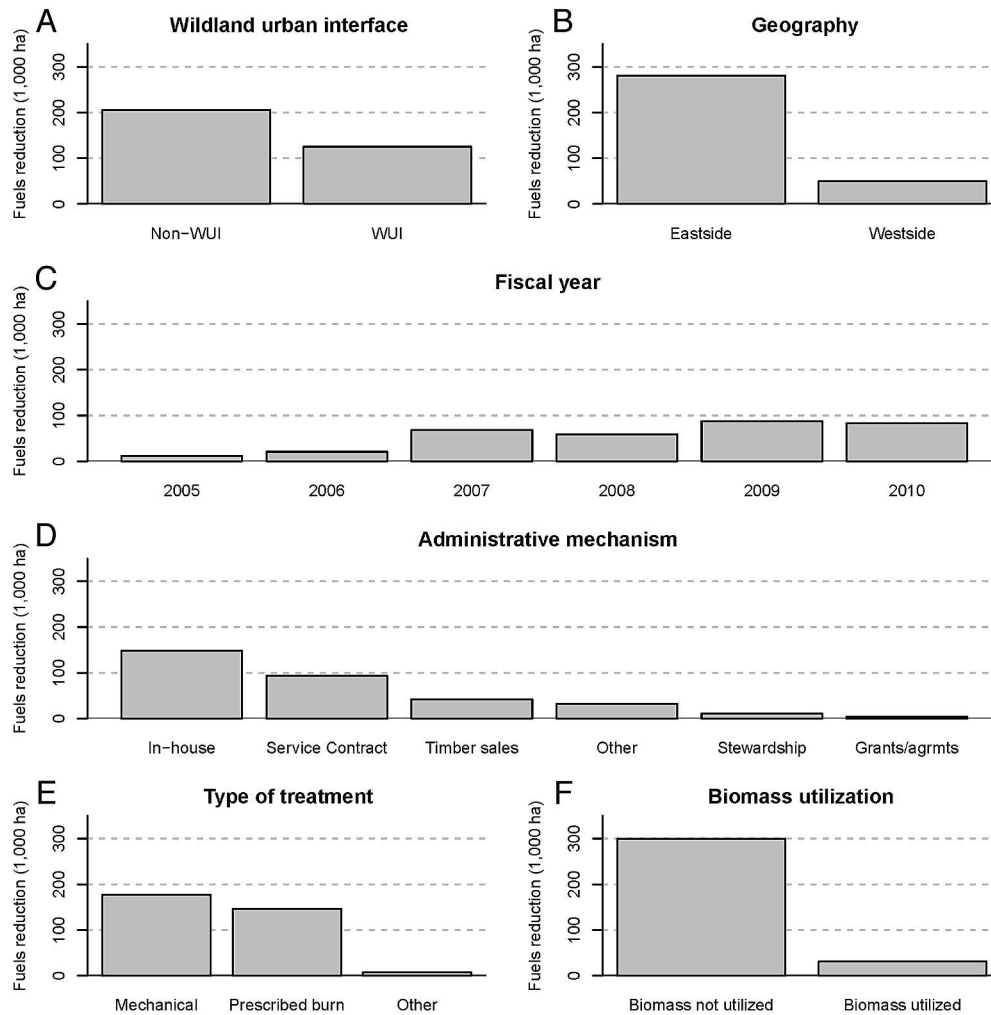 A
Wildland urban interface
Fuels reduction (1,000 ha)
300
200
100
0
Non−WUI WUI
B
Geography
Fuels reduction (1,000 ha)
300
200
100
0
Eastside Westside
C
Fiscal year
Fuels reduction (1,000 ha)
300
200
100
0
2005 2006 2007 2008 2009 2010
D
Administrative mechanism
Fuels reduction (1,000 ha)
300
200
100
0
In−house Service Contract Timber sales Other Stewardship Grants/agrmts
E
Type of treatment
Fuels reduction (1,000 ha)
300
200
100
0
Mechanical Prescribed burn Other
F
Biomass utilization
Fuels reduction (1,000 ha)
300
200
100
0
Biomass not utilized Biomass utilized